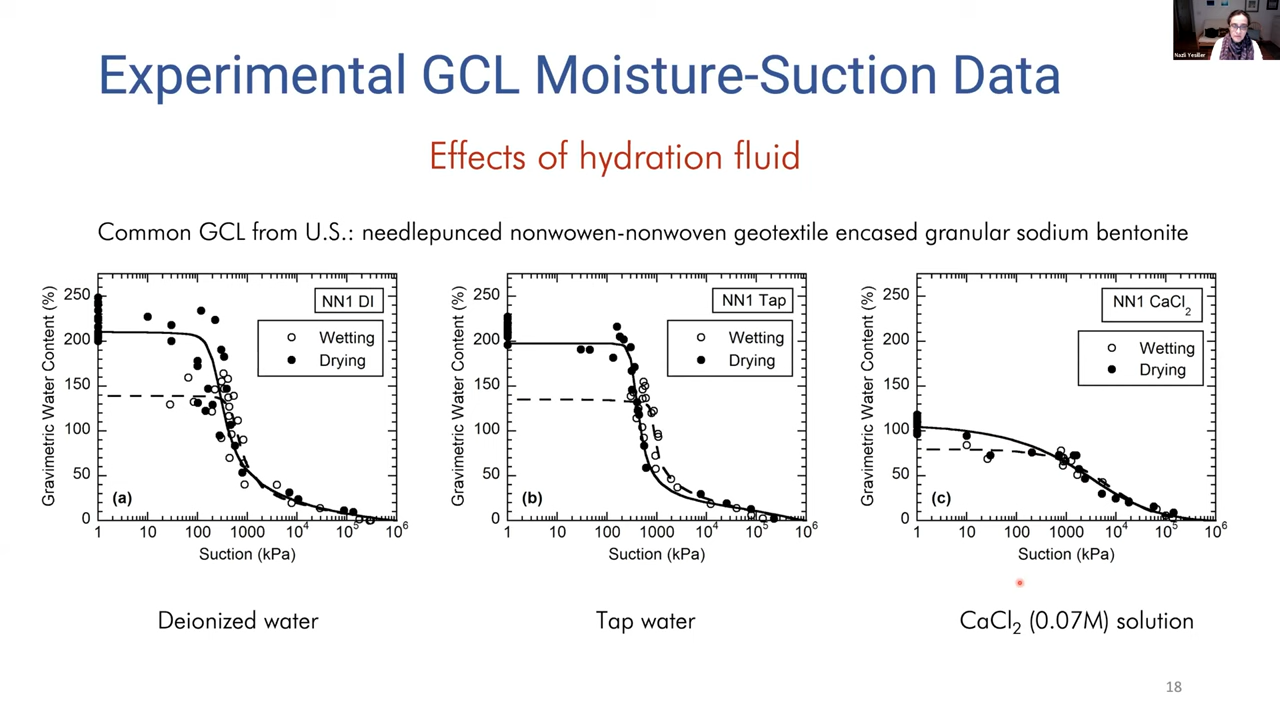 Nazli Yesiller
Experimental GCL Moisture-Suction Data
Effects of hydration fluid
Common GCL from U.S.: needlepunced nonwowen-nonwoven geotextile encased granular sodium bentonite
Gravimetric Water Content (%)
250
200
150
100
50
0
NN1 DI
Wetting
Drying
(a)
1 10 100 1000 10⁴ 10⁵ 10⁶
Suction (kPa)
Deionized water
Gravimetric Water Content (%)
250
200
150
100
50
0
NN1 Tap
Wetting
Drying
(b)
1 10 100 1000 10⁴ 10⁵ 10⁶
Suction (kPa)
Tap water
Gravimetric Water Content (%)
250
200
150
100
50
0
NN1 CaCl₂
Wetting
Drying
(c)
1 10 100 1000 10⁴ 10⁵ 10⁶
Suction (kPa)
CaCl₂ (0.07M) solution
18